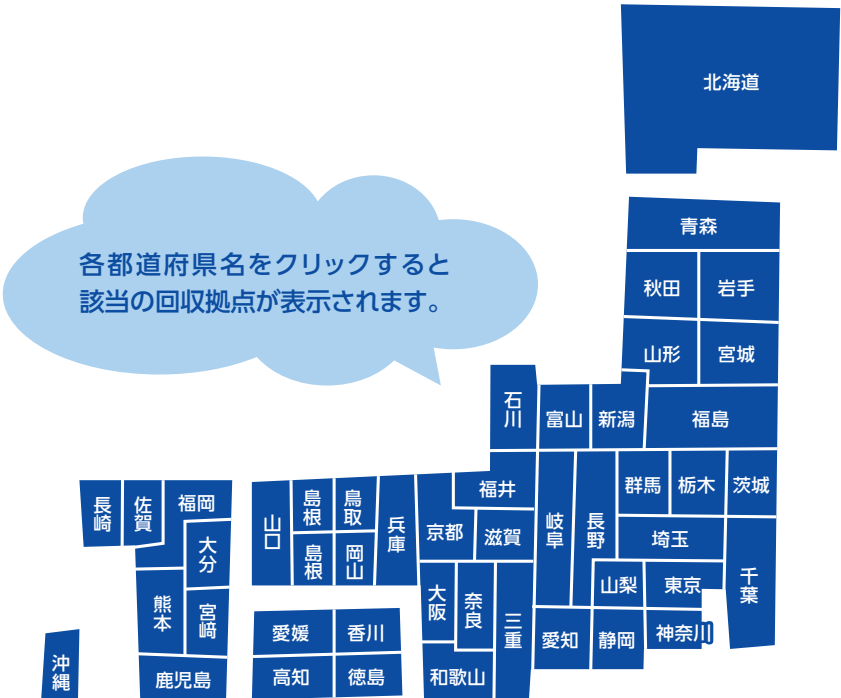 北海道
青森
各都道府県名をクリックすると
該当の回収拠点が表示されます。
秋田
岩手
山形
宮城
石川
富山
新潟
福島
長崎
佐賀
福岡
山口
島根
鳥取
兵庫
京都
福井
滋賀
岐阜
長野
群馬
栃木
茨城
大分
島根
岡山
埼玉
熊本
宮崎
大阪
奈良
三重
山梨
東京
千葉
愛媛
香川
愛知
静岡
神奈川
沖縄
鹿児島
高知
徳島
和歌山